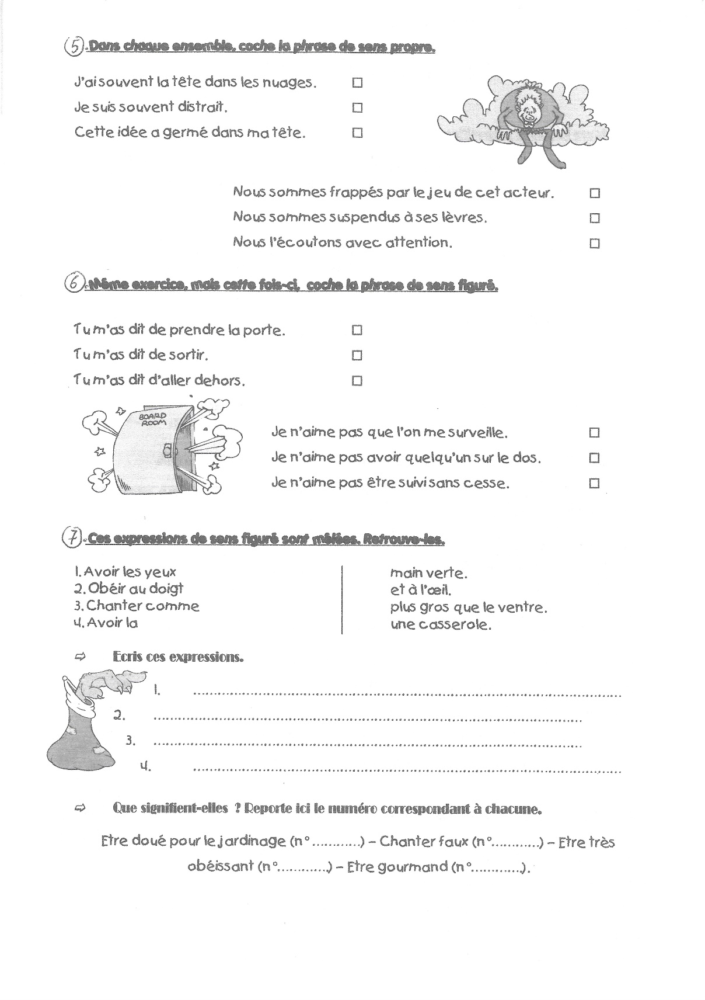 5.Dans chaque ensemble, coche la phrase de sens propre.
J'ai souvent la tête dans les nuages. □
Je suis souvent distrait. □
Cette idée a germé dans ma tête. □
Nous sommes frappés par le jeu de cet acteur. □
Nous sommes suspendus à ses lèvres. □
Nous l'écoutons avec attention. □
6.Même exercice, mais cette fois-ci, coche la phrase de sens figuré.
Tu m'as dit de prendre la porte. □
Tu m'as dit de sortir. □
Tu m'as dit d'aller dehors. □
BOARD
ROOM
Je n'aime pas que l'on me surveille. □
Je n'aime pas avoir quelqu'un sur le dos. □
Je n'aime pas être suivi sans cesse. □
7.Ces expressions de sens figuré sont mêlées. Retrouve-les.
1. Avoir les yeux
2. Obéir au doigt
3. Chanter comme
4. Avoir la
main verte.
et à l'œil.
plus gros que le ventre.
une casserole.
⇨ Ecris ces expressions.
1. ....................................................................................
2. ....................................................................................
3. ....................................................................................
4. ....................................................................................
⇨ Que signifient-elles ? Reporte ici le numéro correspondant à chacune.
Etre doué pour le jardinage (n°............) – Chanter faux (n°............) – Etre très
obéissant (n°............) – Etre gourmand (n°............).